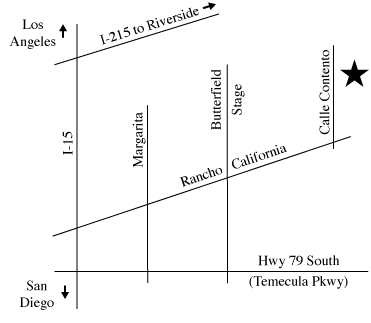 Los
Angeles
I-215 to Riverside
I-15
Margarita
Butterfield
Stage
Calle Contento
Rancho California
Hwy 79 South
(Temecula Pkwy)
San
Diego